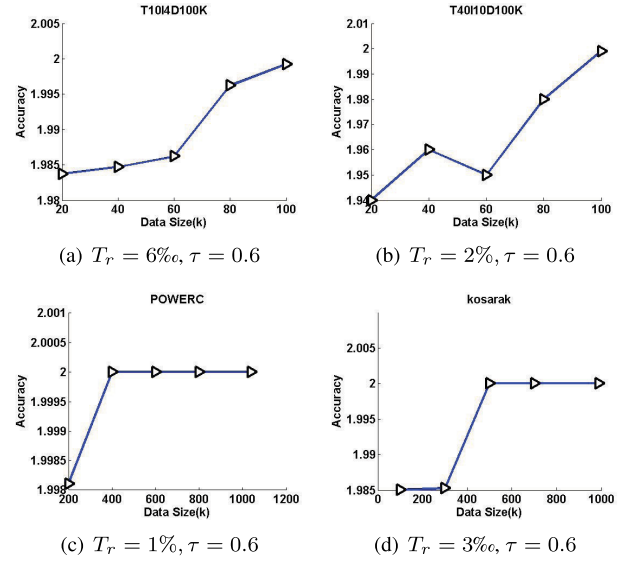 T10I4D100K
2.005
2
1.995
1.99
1.985
1.98
Accuracy
20 40 60 80 100
Data Size(k)
(a) Tr = 6‰, τ = 0.6
T40I10D100K
2.01
2
1.99
1.98
1.97
1.96
1.95
1.94
Accuracy
20 40 60 80 100
Data Size(k)
(b) Tr = 2%, τ = 0.6
POWERC
2.001
2.0005
2
1.9995
1.999
1.9985
1.998
Accuracy
200 400 600 800 1000 1200
Data Size(k)
(c) Tr = 1%, τ = 0.6
kosarak
2.005
2
1.995
1.99
1.985
Accuracy
0 200 400 600 800 1000
Data Size(k)
(d) Tr = 3‰, τ = 0.6